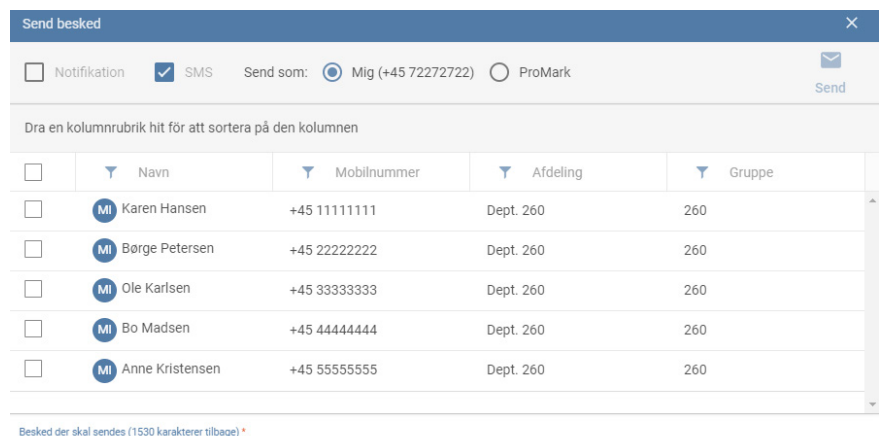 Send besked
Notifikation SMS Send som: Mig (+45 72272722) ProMark Send
Dra en kolumnrubrik hit för att sortera på den kolumnen
Navn Mobilnummer Afdeling Gruppe
MI Karen Hansen +45 11111111 Dept. 260 260
MI Børge Petersen +45 22222222 Dept. 260 260
MI Ole Karlsen +45 33333333 Dept. 260 260
MI Bo Madsen +45 44444444 Dept. 260 260
MI Anne Kristensen +45 55555555 Dept. 260 260
Besked der skal sendes (1530 karakterer tilbage) *